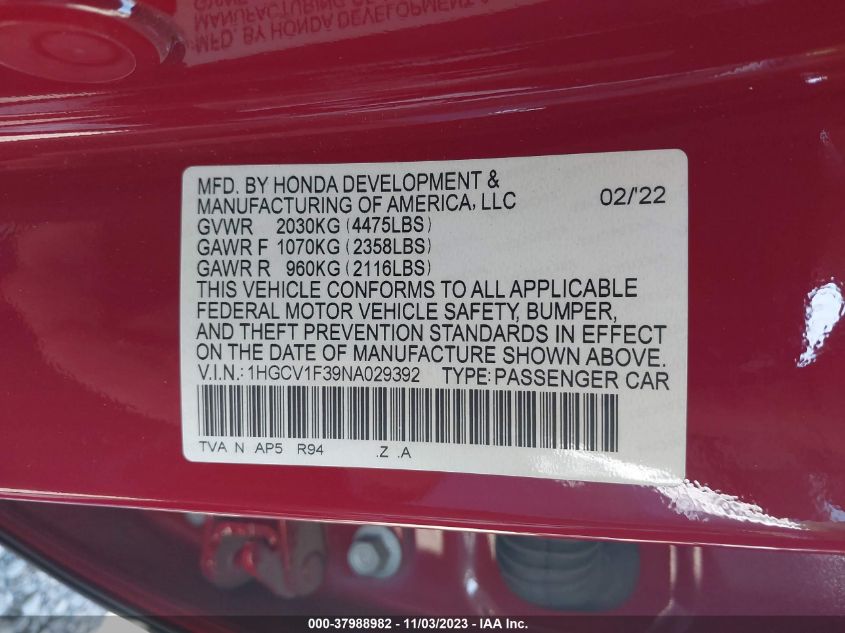 MFD. BY HONDA DEVELOPMENT &
MANUFACTURING OF AMERICA, LLC 02/'22
GVWR 2030KG (4475LBS)
GAWR F 1070KG (2358LBS)
GAWR R 960KG (2116LBS)
THIS VEHICLE CONFORMS TO ALL APPLICABLE
FEDERAL MOTOR VEHICLE SAFETY, BUMPER,
AND THEFT PREVENTION STANDARDS IN EFFECT
ON THE DATE OF MANUFACTURE SHOWN ABOVE.
V.I.N.: 1HGCV1F39NA029392 TYPE: PASSENGER CAR
TVA N AP5 R94 .Z .A
000-37988982 - 11/03/2023 - Copyright © IAA, Inc.